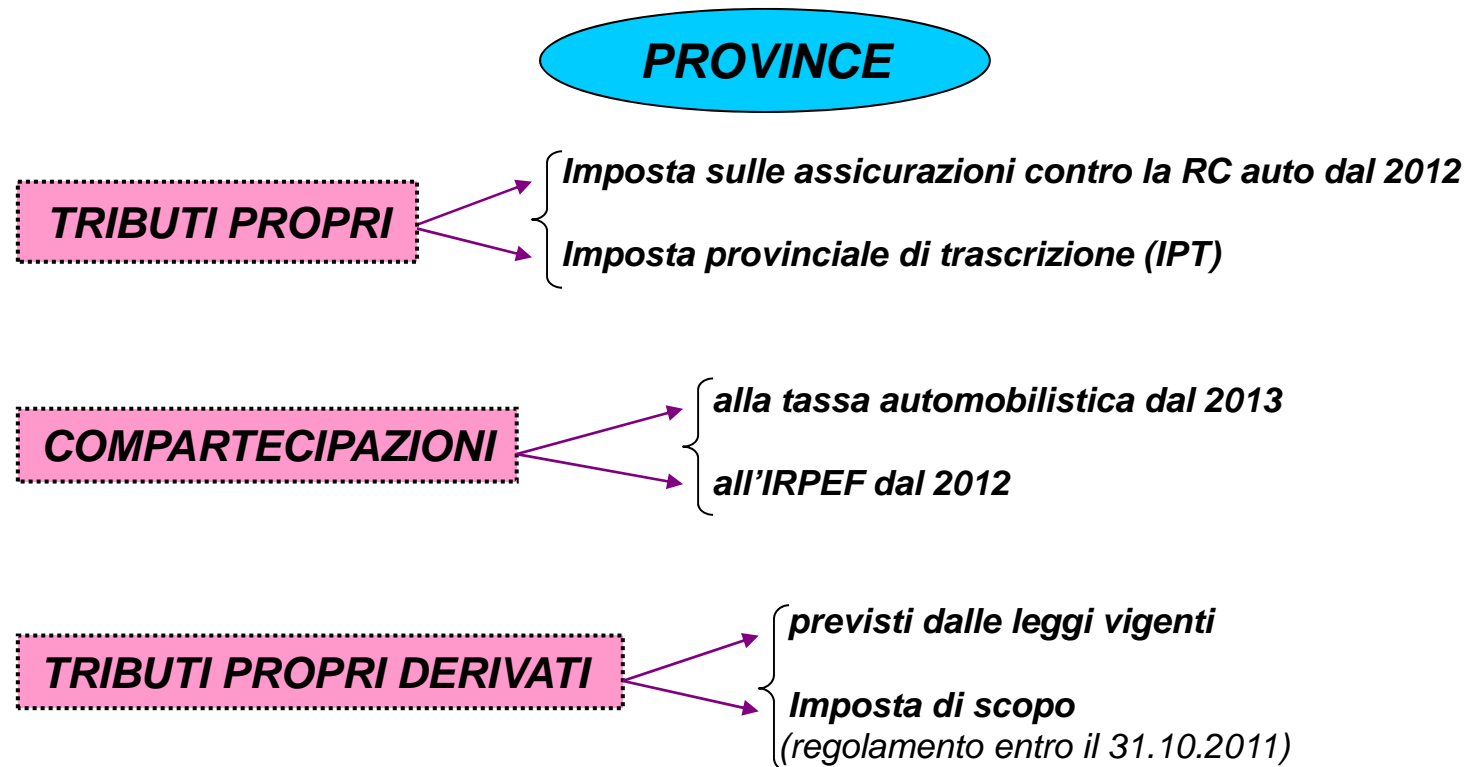 PROVINCE
TRIBUTI PROPRI
Imposta sulle assicurazioni contro la RC auto dal 2012
Imposta provinciale di trascrizione (IPT)
COMPARTECIPAZIONI
alla tassa automobilistica dal 2013
all’IRPEF dal 2012
TRIBUTI PROPRI DERIVATI
previsti dalle leggi vigenti
Imposta di scopo
(regolamento entro il 31.10.2011)